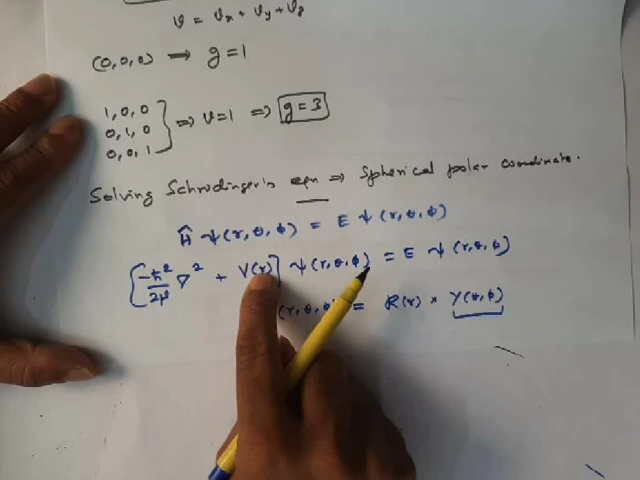 v = vx + vy + vz
(0,0,0) → g=1
1,0,0
0,1,0 } ⇒ v=1 ⇒ g=3
0,0,1
Solving Schrodinger's eqn ⇒ Spherical polar coordinate.
Ĥ ψ(r,θ,ϕ) = E ψ(r,θ,ϕ)
[-ħ²/2μ ∇² + V(r)] ψ(r,θ,ϕ) = E ψ(r,θ,ϕ)
(r,θ,ϕ) = R(r) * Y(θ,ϕ)